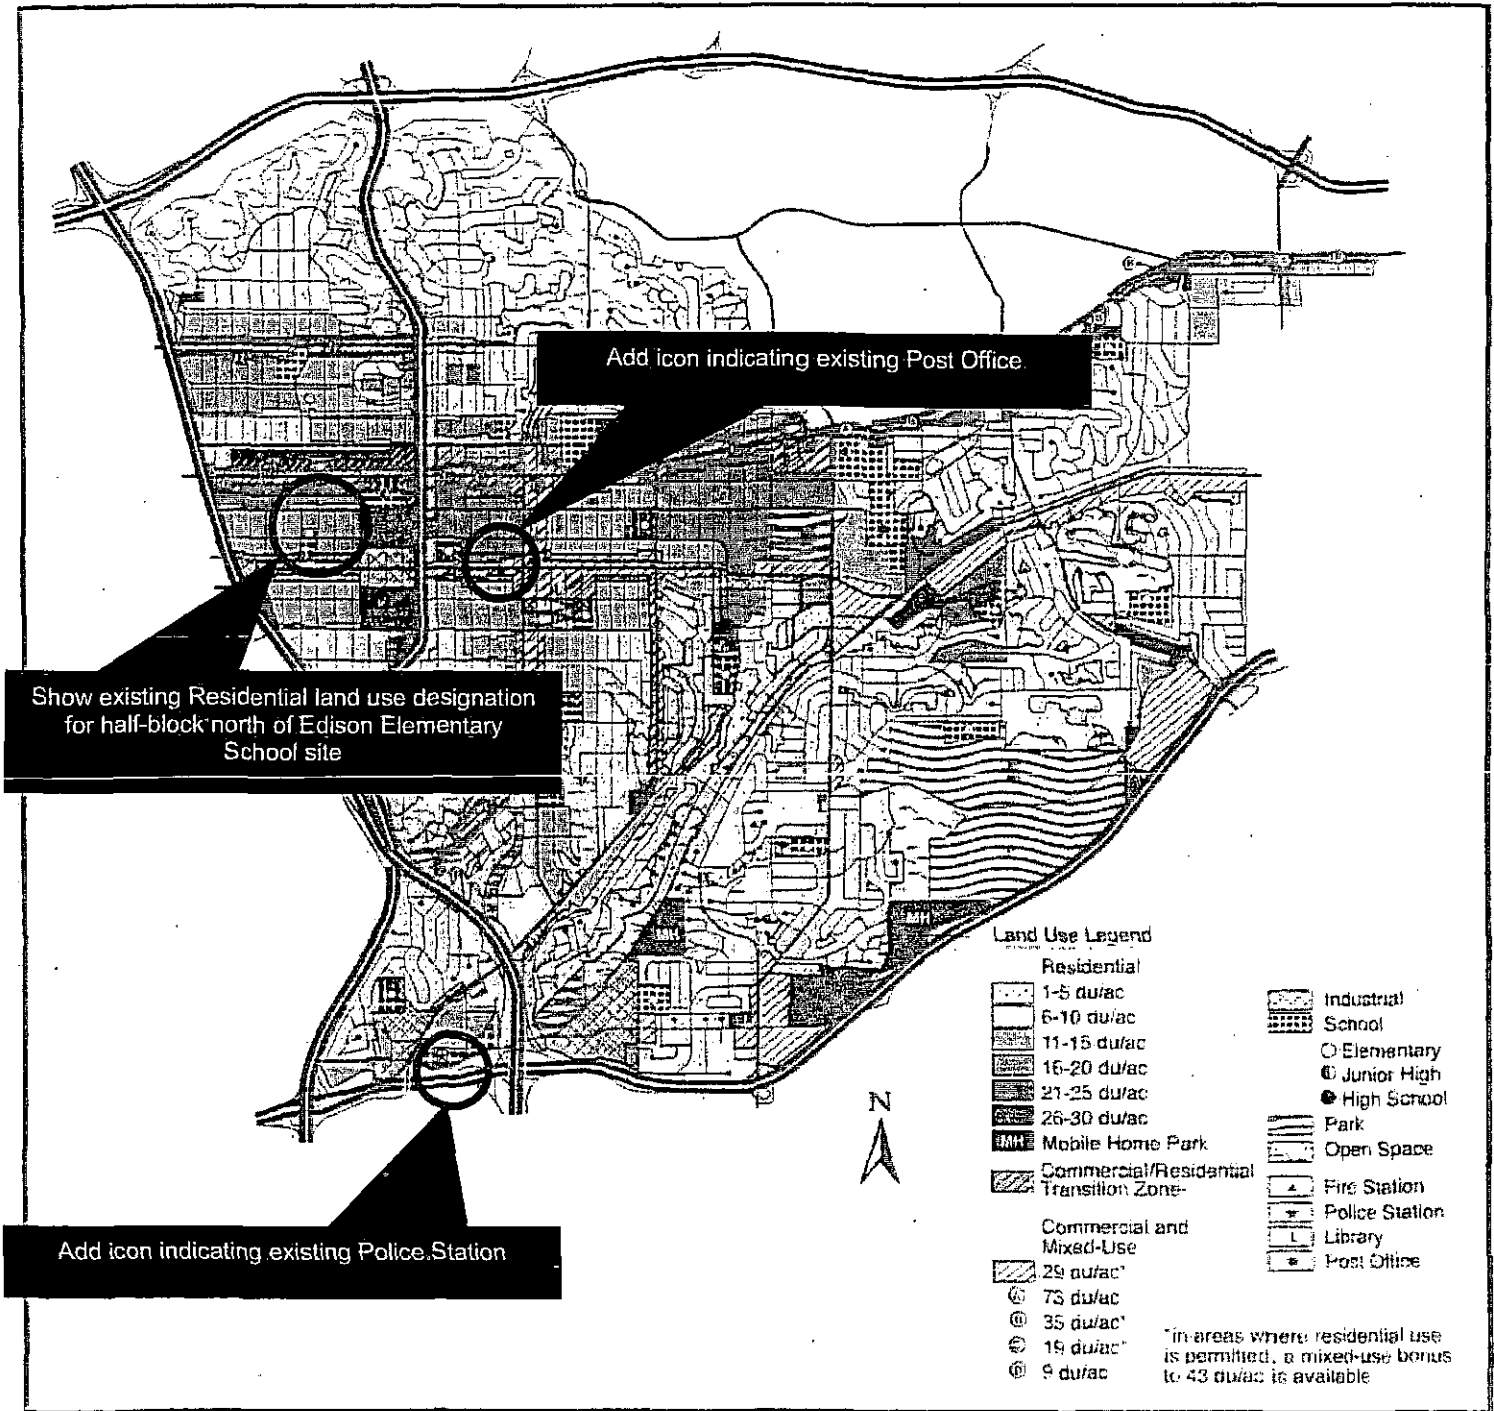 Add icon indicating existing Post Office.
Show existing Residential land use designation
for half-block north of Edison Elementary
School site
Add icon indicating existing Police Station
MH
MH
N
Land Use Legend
Residential
1-5 du/ac
6-10 du/ac
11-15 du/ac
16-20 du/ac
21-25 du/ac
26-30 du/ac
MH Mobile Home Park
Commercial/Residential
Transition Zone
Commercial and
Mixed-Use
29 du/ac*
A 73 du/ac
B 35 du/ac*
C 19 du/ac*
D 9 du/ac
Industrial
School
Elementary
Junior High
High School
Park
Open Space
Fire Station
Police Station
L Library
Post Office
*in areas where residential use
is permitted, a mixed-use bonus
to 43 du/ac is available